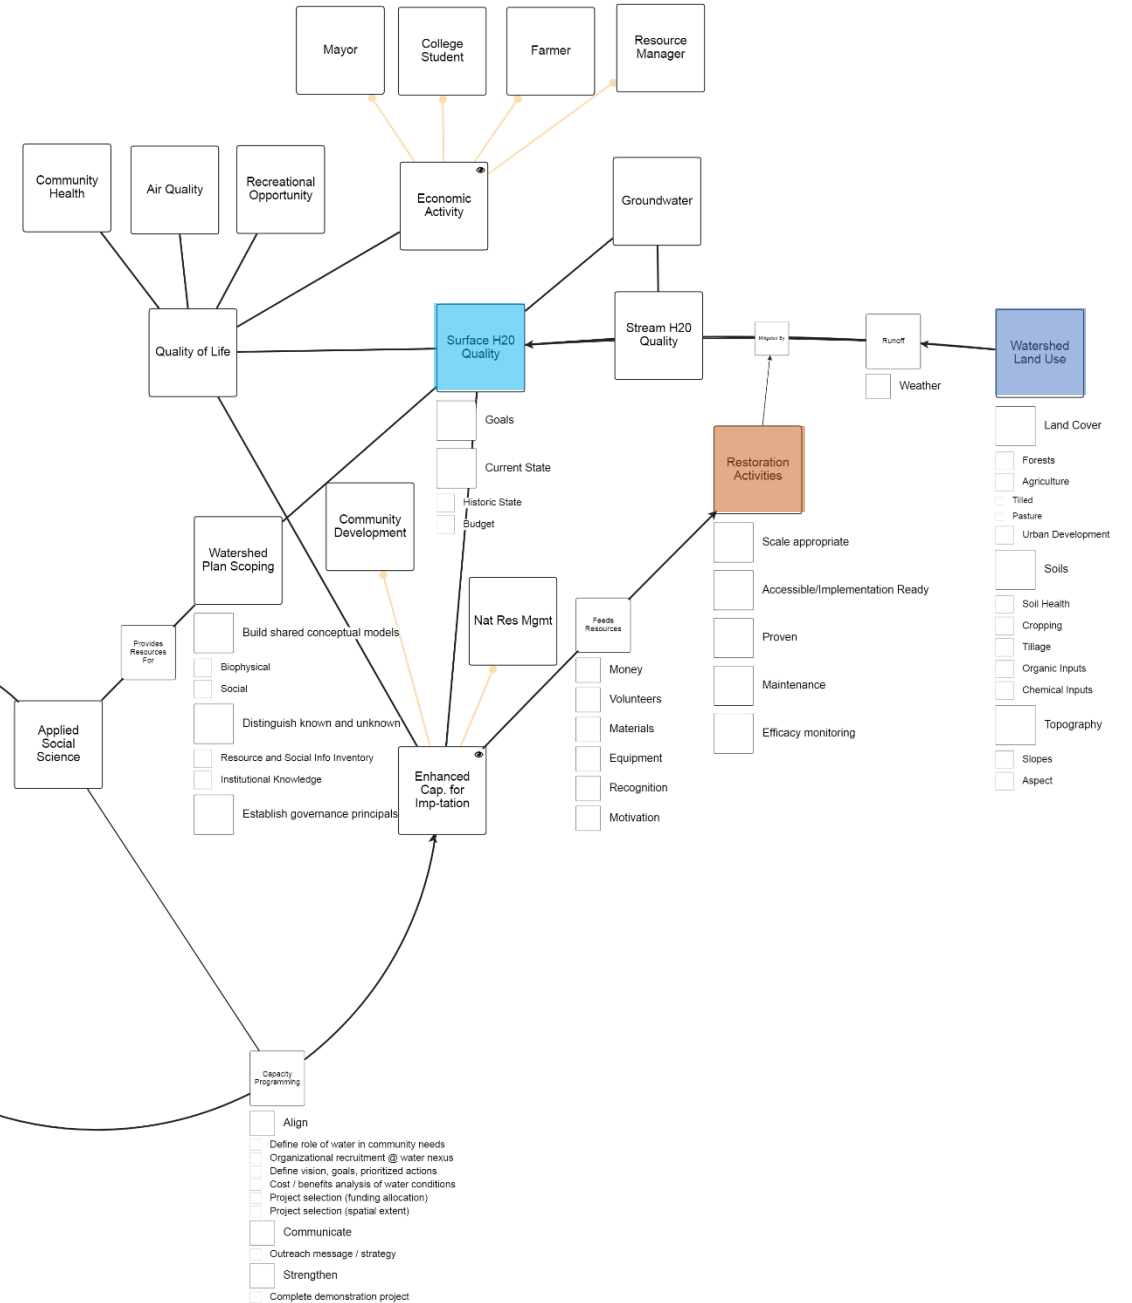 Mayor
College
Student
Farmer
Resource
Manager
Community
Health
Air Quality
Recreational
Opportunity
Economic
Activity
Groundwater
Quality of Life
Surface H20
Quality
Stream H20
Quality
Mitigated By
Runoff
Watershed
Land Use
Weather
Goals
Current State
Historic State
Budget
Land Cover
Forests
Agriculture
Tilled
Pasture
Urban Development
Soils
Soil Health
Cropping
Tillage
Organic Inputs
Chemical Inputs
Topography
Slopes
Aspect
Restoration
Activities
Scale appropriate
Accessible/Implementation Ready
Proven
Maintenance
Efficacy monitoring
Community
Development
Watershed
Plan Scoping
Nat Res Mgmt
Feeds
Resources
Money
Volunteers
Materials
Equipment
Recognition
Motivation
Provides
Resources
For
Build shared conceptual models
Biophysical
Social
Distinguish known and unknown
Resource and Social Info Inventory
Institutional Knowledge
Establish governance principals
Applied
Social
Science
Enhanced
Cap. for
Imp-tation
Capacity
Programming
Align
Define role of water in community needs
Organizational recruitment @ water nexus
Define vision, goals, prioritized actions
Cost / benefits analysis of water conditions
Project selection (funding allocation)
Project selection (spatial extent)
Communicate
Outreach message / strategy
Strengthen
Complete demonstration project